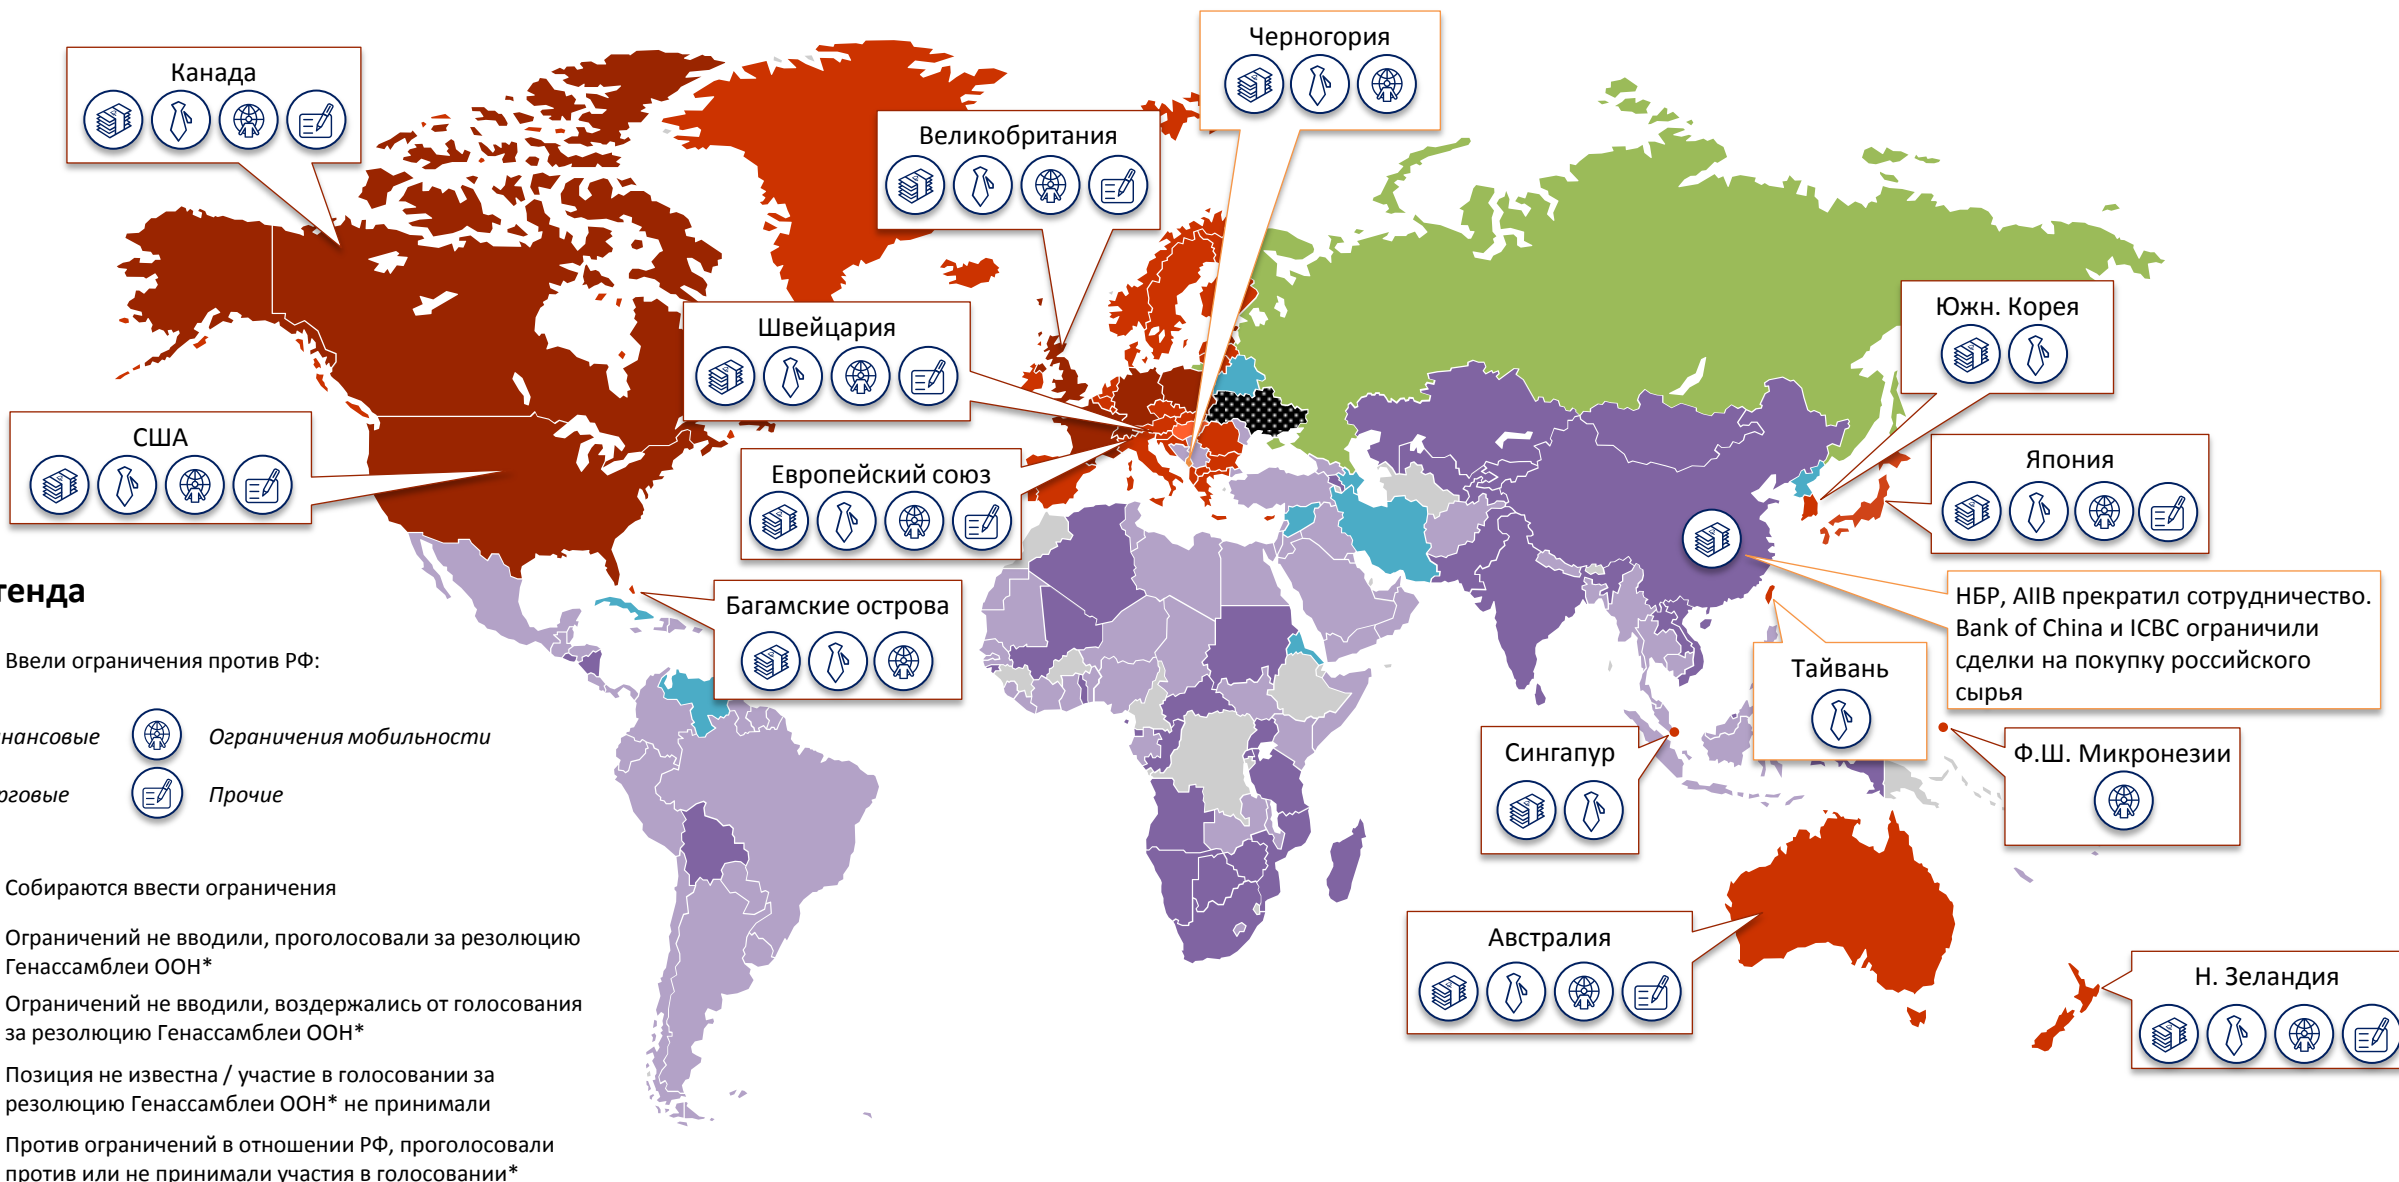 Черногория
Канада
Великобритания
Южн. Корея
Швейцария
США
Япония
Европейский союз
НБР, AIIB прекратил сотрудничество.
Bank of China и ICBC ограничили
сделки на покупку российского
сырья
Багамские острова
Тайвань
Сингапур
Ф.Ш. Микронезии
Австралия
Н. Зеландия
тенда
Ввели ограничения против РФ:
нансовые
Ограничения мобильности
рговые
Прочие
Собираются ввести ограничения
Ограничений не вводили, проголосовали за резолюцию
Генассамблеи ООН*
Ограничений не вводили, воздержались от голосования
за резолюцию Генассамблеи ООН*
Позиция не известна / участие в голосовании за
резолюцию Генассамблеи ООН* не принимали
Против ограничений в отношении РФ, проголосовали
против или не принимали участия в голосовании*